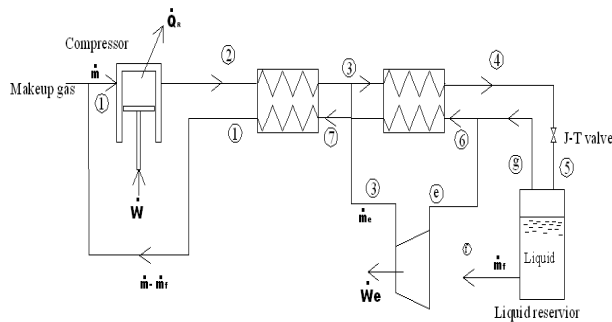 Q̇R
Compressor
ṁ
Makeup gas
①
②
③
④
①
⑦
⑥
J-T valve
g
⑤
③
e
ṁe
Ẇ
ṁ- ṁf
Ẇe
f
ṁf
Liquid
Liquid reservior